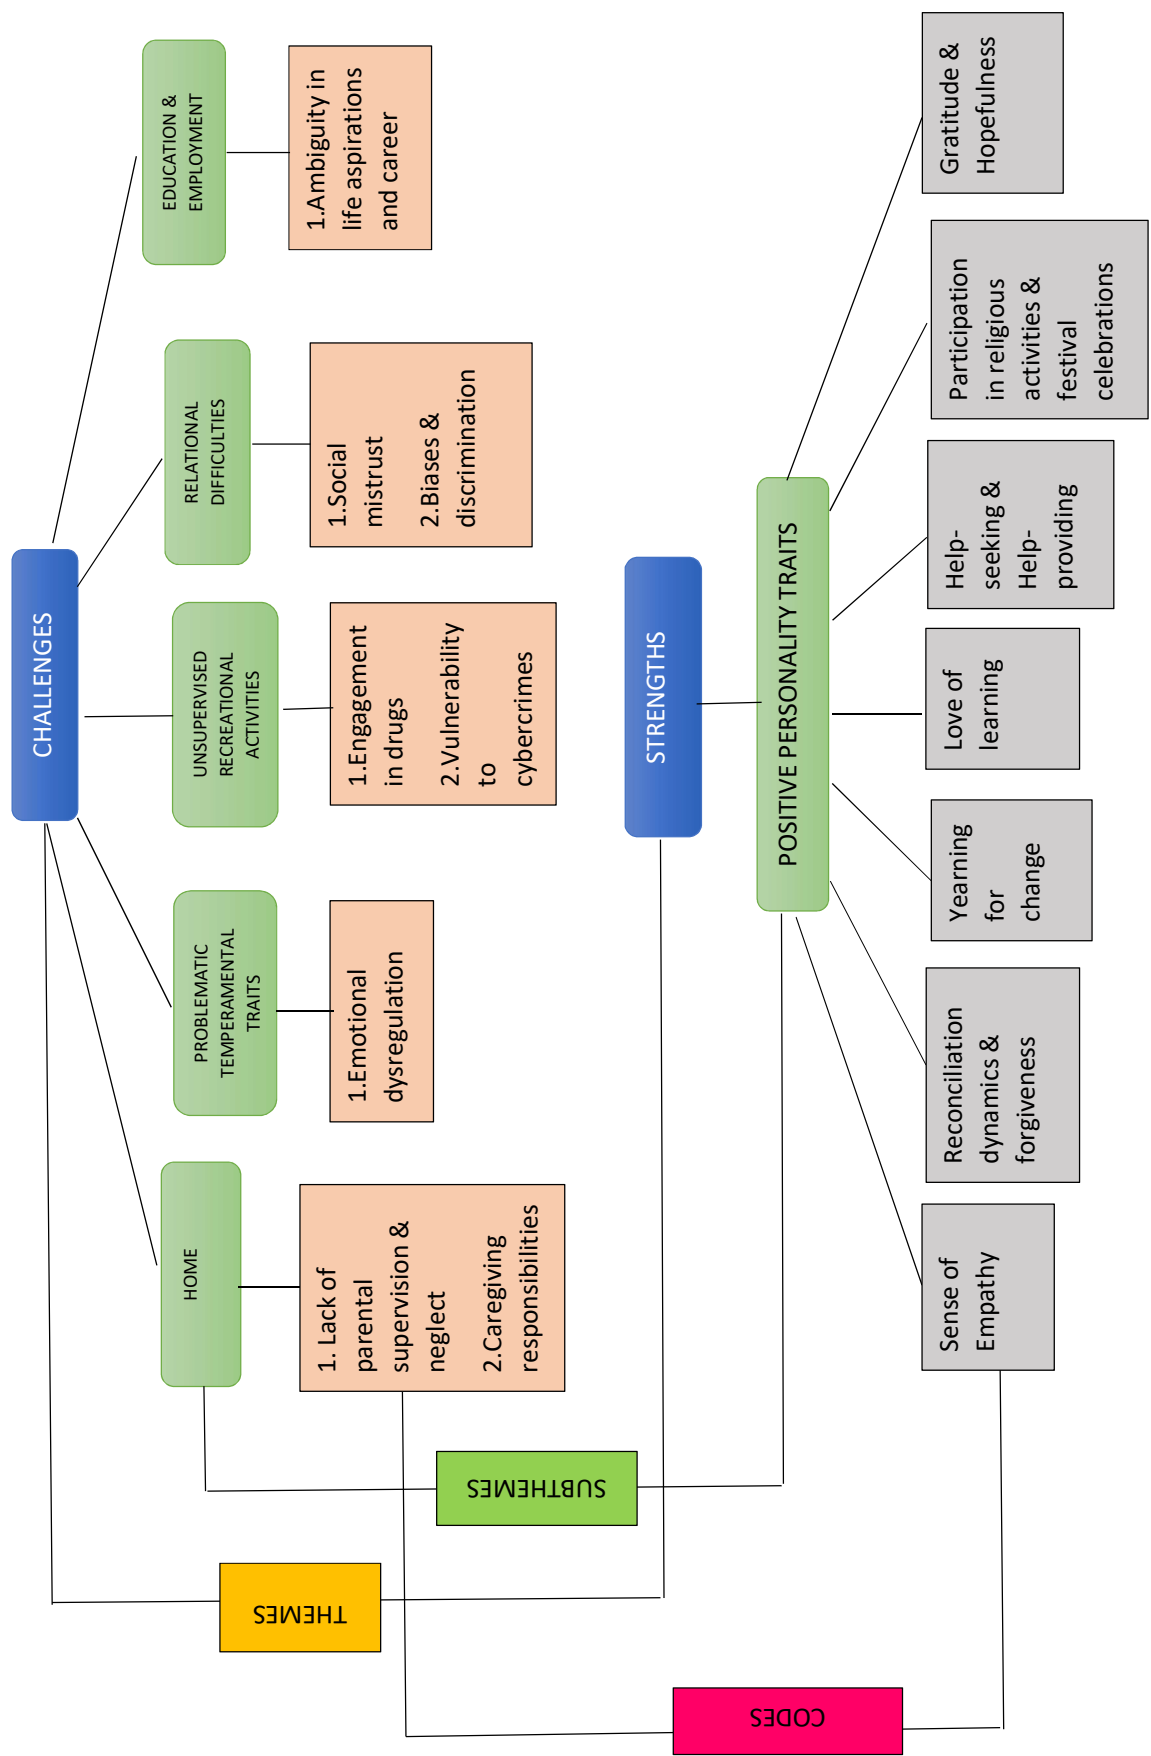 CHALLENGES
HOME
PROBLEMATIC
TEMPERAMENTAL
TRAITS
UNSUPERVISED
RECREATIONAL
ACTIVITIES
RELATIONAL
DIFFICULTIES
EDUCATION &
EMPLOYMENT
1. Lack of
parental
supervision &
neglect
2.Caregiving
responsibilities
1.Emotional
dysregulation
1.Engagement
in drugs
2.Vulnerability
to
cybercrimes
1.Social
mistrust
2.Biases &
discrimination
1.Ambiguity in
life aspirations
and career
THEMES
SUBTHEMES
CODES
STRENGTHS
POSITIVE PERSONALITY TRAITS
Sense of
Empathy
Reconciliation
dynamics &
forgiveness
Yearning
for
change
Love of
learning
Help-
seeking &
Help-
providing
Participation
in religious
activities &
festival
celebrations
Gratitude &
Hopefulness